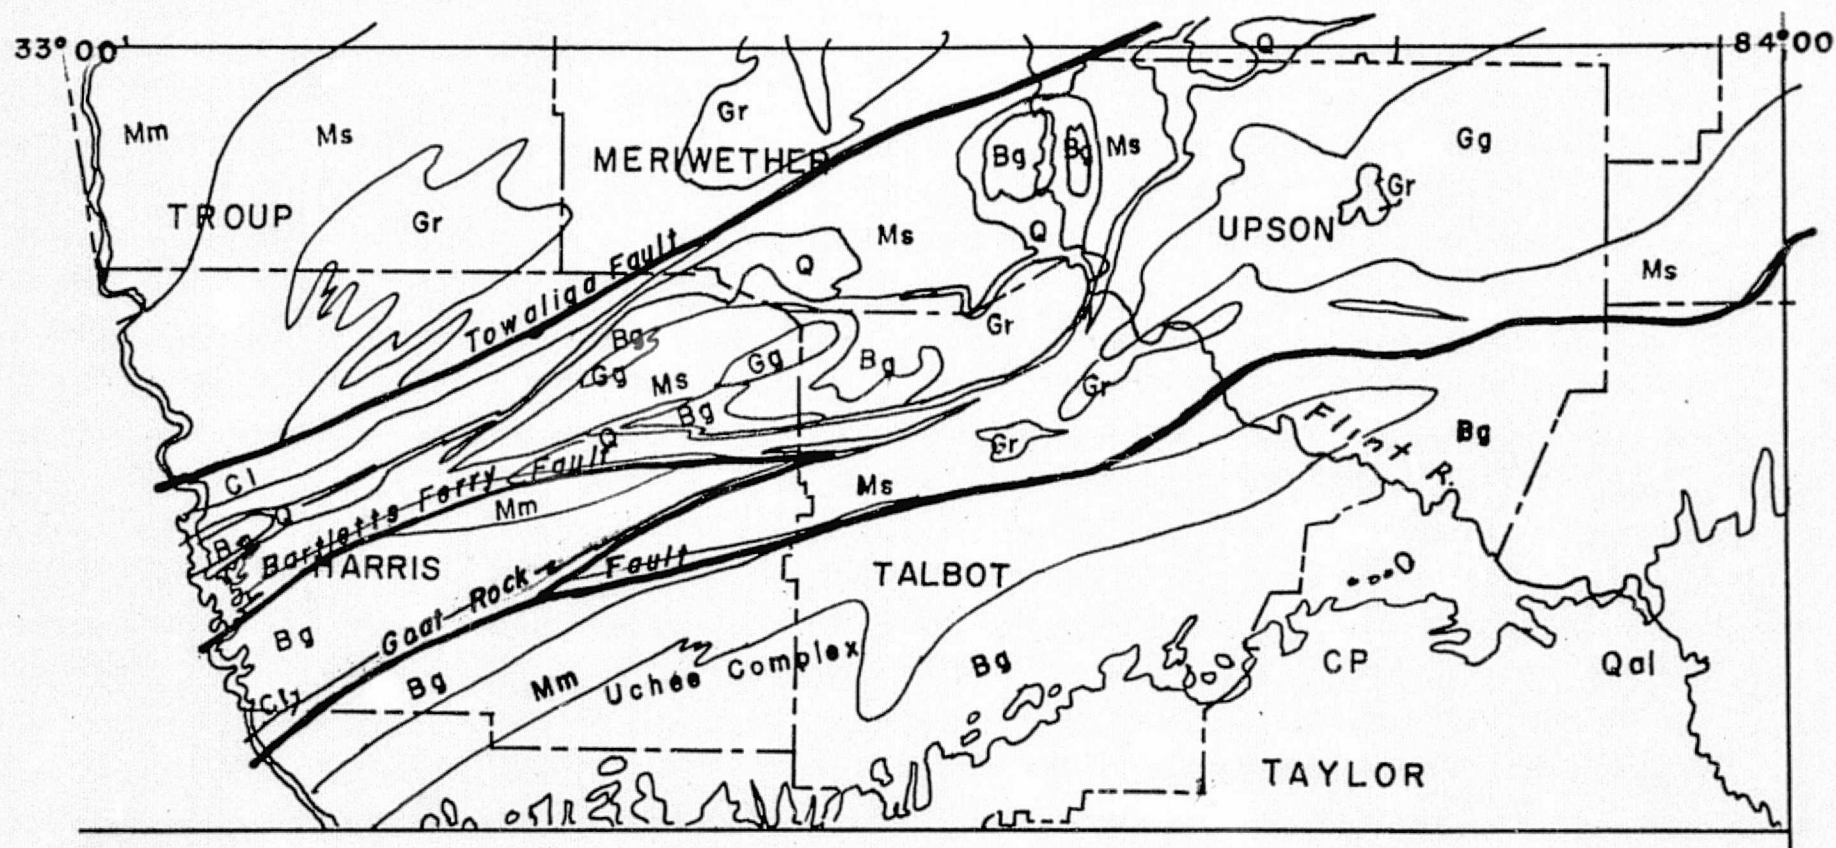 33°00'
84°00
Q
Mm
Ms
Gr
MERIWETHER
Bg
Bg
Ms
Gg
Gr
TROUP
Gr
Ms
Q
UPSON
Q
Ms
Towaliga Fault
Bg
Gg
Ms
Gg
Bg
Gr
Gr
Bg
Q
Flint R.
Bg
Gr
Cl
Q
Bg
Bartletts Ferry Fault
Mm
Ms
HARRIS
Goat Rock Fault
TALBOT
Bg
Bg
Mm
Uchee Complex
Bg
CP
Qal
TAYLOR